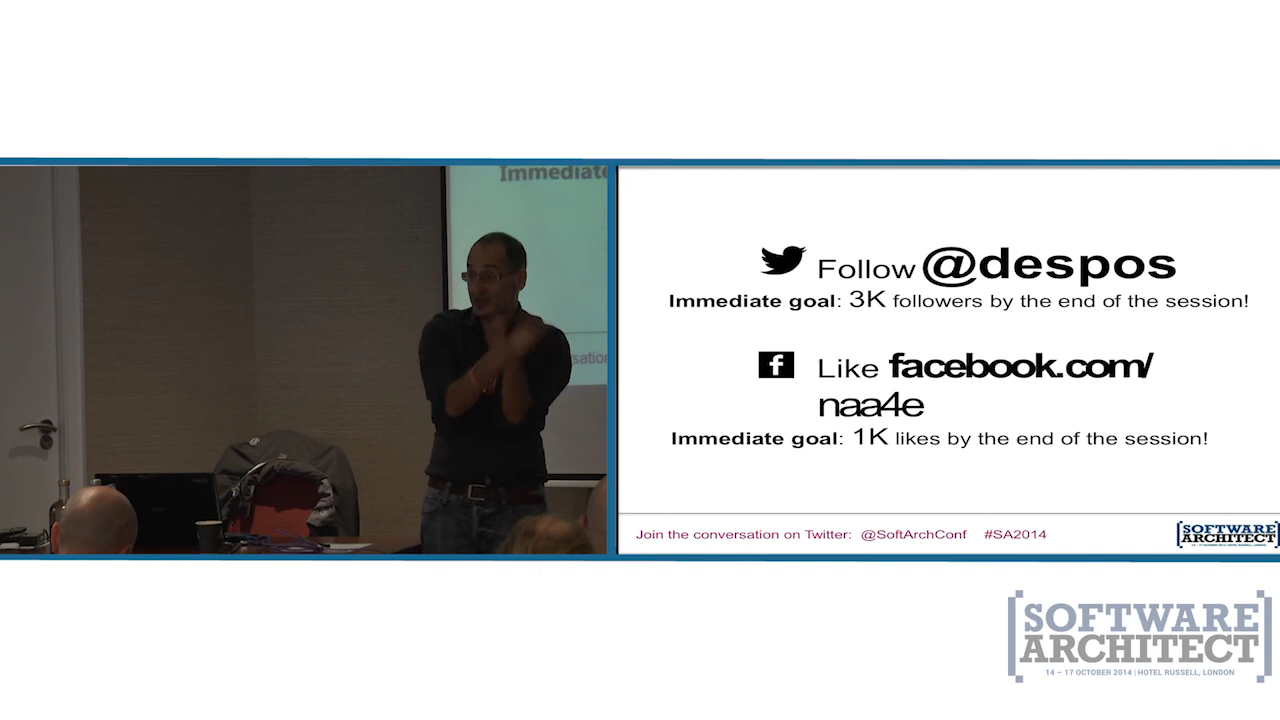 Immediate
sation
Follow @despos
Immediate goal: 3K followers by the end of the session!
f Like facebook.com/
naa4e
Immediate goal: 1K likes by the end of the session!
Join the conversation on Twitter: @SoftArchConf #SA2014
[SOFTWARE
ARCHITECT]
[SOFTWARE
ARCHITECT]
14 – 17 OCTOBER 2014 | HOTEL RUSSELL, LONDON